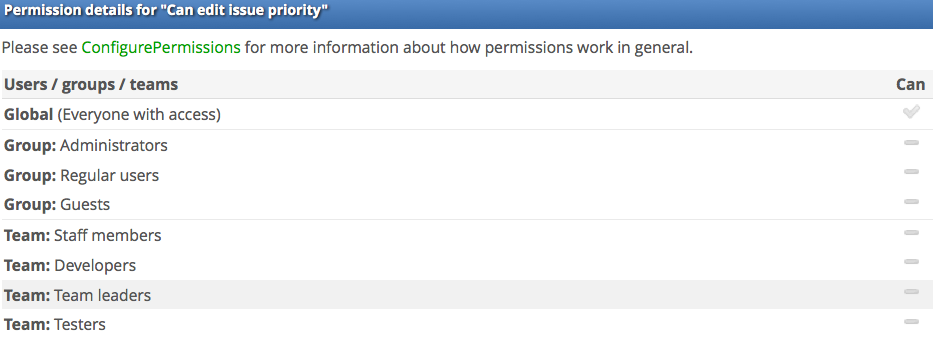 Permission details for "Can edit issue priority"
Please see ConfigurePermissions for more information about how permissions work in general.
Users / groups / teams Can
Global (Everyone with access)
Group: Administrators
Group: Regular users
Group: Guests
Team: Staff members
Team: Developers
Team: Team leaders
Team: Testers